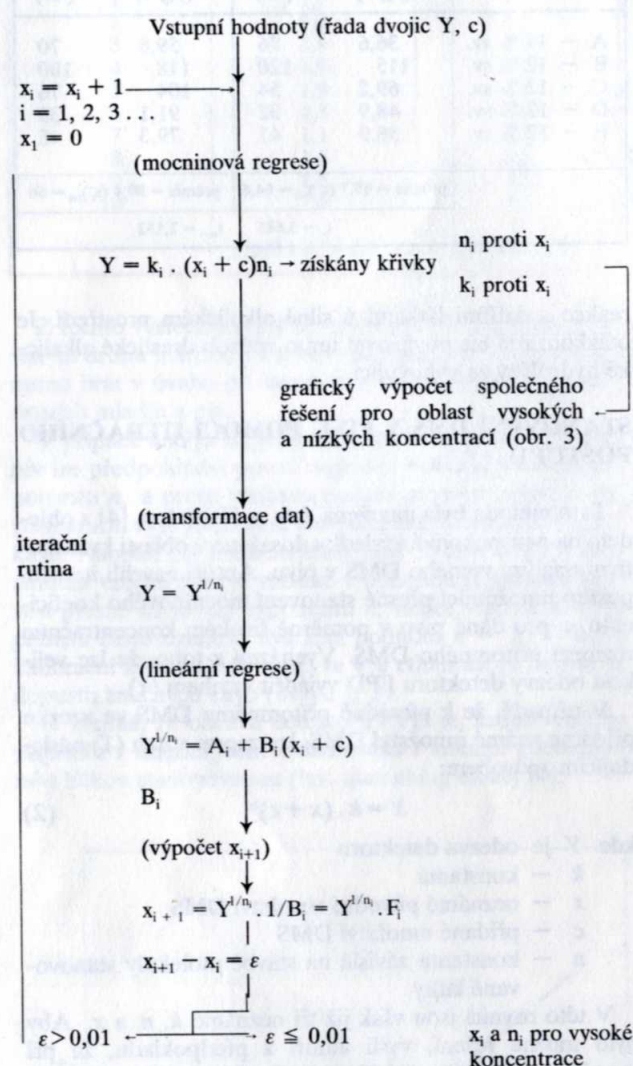 Vstupní hodnoty (řada dvojic Y, c)
x_i = x_i + 1
i = 1, 2, 3 ...
x_1 = 0
(mocninová regrese)
n_i proti x_i
Y = k_i . (x_i + c)n_i → získány křivky
k_i proti x_i
grafický výpočet společného
řešení pro oblast vysokých
a nízkých koncentrací (obr. 3)
(transformace dat)
iterační
rutina
Y = Y^{1/n_i}
(lineární regrese)
Y^{1/n_i} = A_i + B_i (x_i + c)
B_i
(výpočet x_{i+1})
x_{i + 1} = Y^{1/n_i} . 1/B_i = Y^{1/n_i} . F_i
x_{i+1} − x_i = ε
ε > 0,01 ← → ε ≦ 0,01 k a n pro vysoké
koncentrace